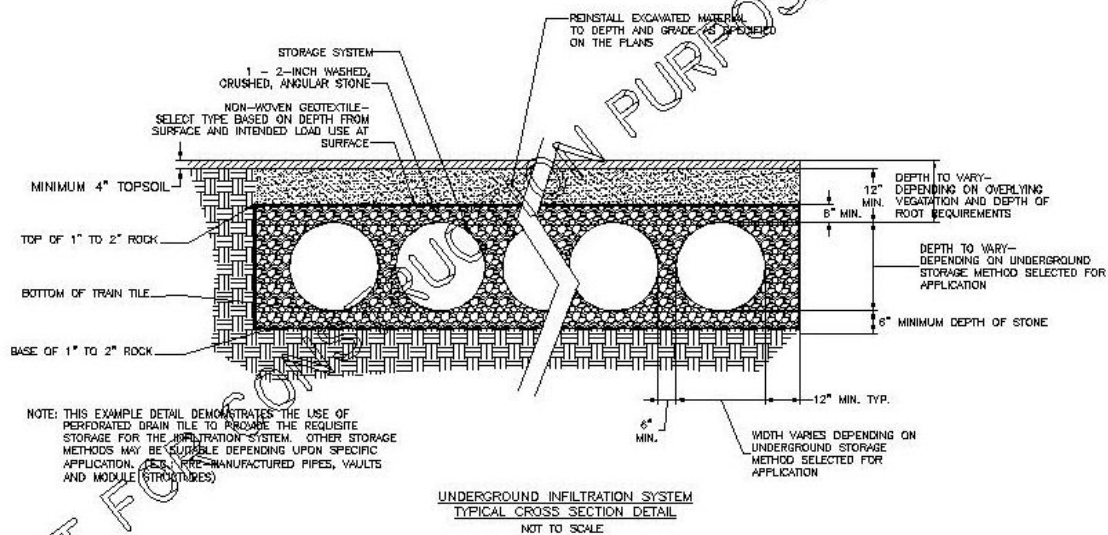 REINSTALL EXCAVATED MATERIAL
TO DEPTH AND GRADE AS SPECIFIED
ON THE PLANS
STORAGE SYSTEM
1 - 2-INCH WASHED,
CRUSHED, ANGULAR STONE
NON-WOVEN GEOTEXTILE-
SELECT TYPE BASED ON DEPTH FROM
SURFACE AND INTENDED LOAD USE AT
SURFACE
MINIMUM 4" TOPSOIL
TOP OF 1" TO 2" ROCK
BOTTOM OF TRAIN TILE
BASE OF 1" TO 2" ROCK
12"
MIN.
6" MIN.
DEPTH TO VARY-
DEPENDING ON OVERLYING
VEGATATION AND DEPTH OF
ROOT REQUIREMENTS
DEPTH TO VARY-
DEPENDING ON UNDERGROUND
STORAGE METHOD SELECTED FOR
APPLICATION
6" MINIMUM DEPTH OF STONE
12" MIN. TYP.
6"
MIN.
WIDTH VARIES DEPENDING ON
UNDERGROUND STORAGE
METHOD SELECTED FOR
APPLICATION
NOTE: THIS EXAMPLE DETAIL DEMONSTRATES THE USE OF
PERFORATED DRAIN TILE TO PROVIDE THE REQUISITE
STORAGE FOR THE INFILTRATION SYSTEM. OTHER STORAGE
METHODS MAY BE SUITABLE DEPENDING UPON SPECIFIC
APPLICATION. (E.G.; PRE-MANUFACTURED PIPES, VAULTS
AND MODULE STRUCTURES)
UNDERGROUND INFILTRATION SYSTEM
TYPICAL CROSS SECTION DETAIL
NOT TO SCALE
FOR CONSTRUCTION